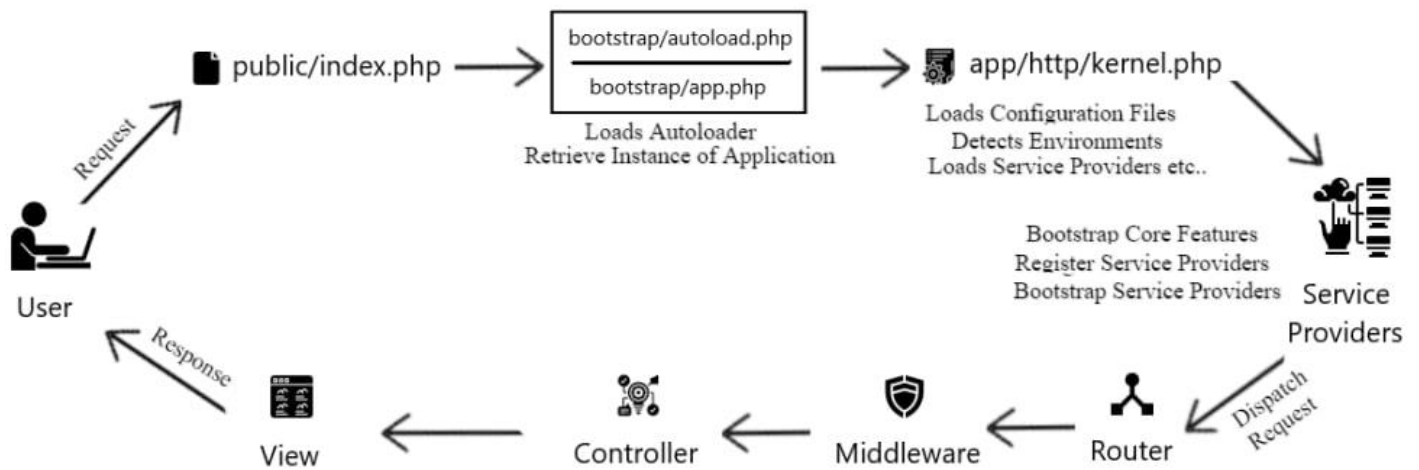 public/index.php
bootstrap/autoload.php
bootstrap/app.php
Loads Autoloader
Retrieve Instance of Application
app/http/kernel.php
Loads Configuration Files
Detects Environments
Loads Service Providers etc..
Request
User
Bootstrap Core Features
Register Service Providers
Bootstrap Service Providers
Service
Providers
Dispatch
Request
Router
Middleware
Controller
View
Response